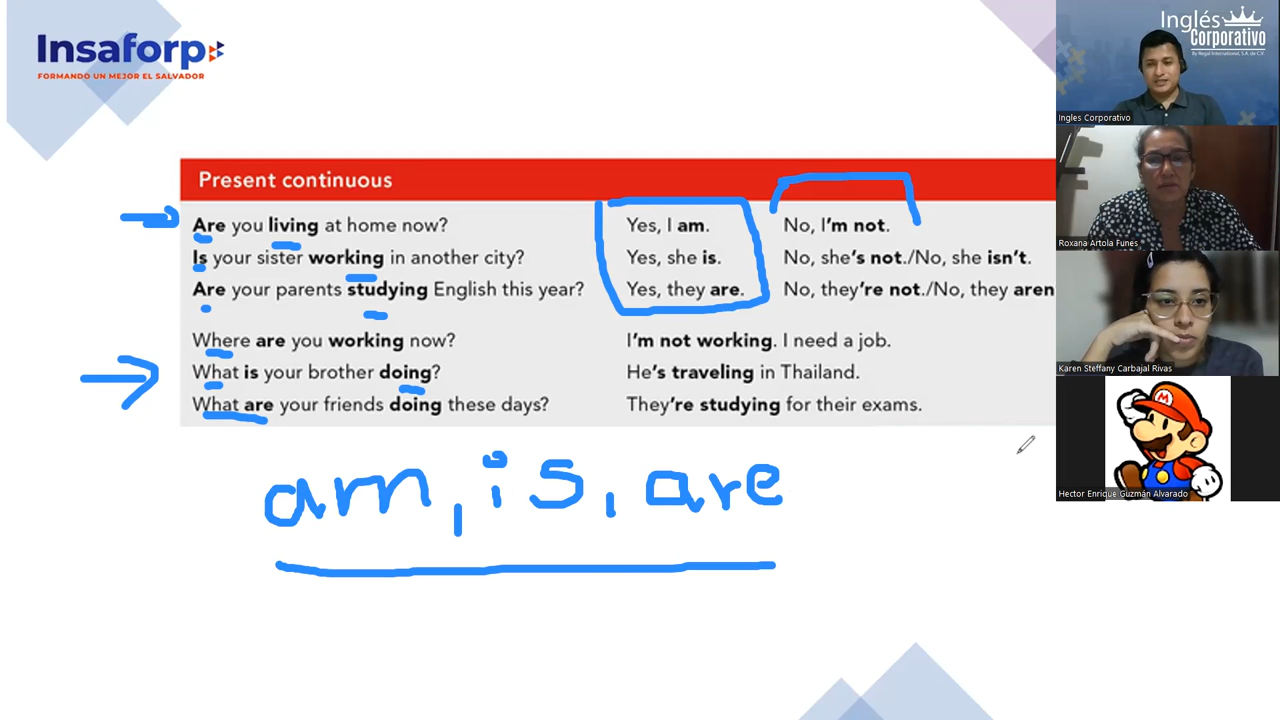 Insaforp
FORMANDO UN MEJOR EL SALVADOR
Inglés
Corporativo
By Regal International, S.A. de C.V.
Ingles Corporativo
Roxana Artola Funes
Karen Steffany Carbajal Rivas
Hector Enrique Guzmán Alvarado
Present continuous
Are you living at home now? Yes, I am. No, I'm not.
Is your sister working in another city? Yes, she is. No, she's not./No, she isn't.
Are your parents studying English this year? Yes, they are. No, they're not./No, they aren
Where are you working now? I'm not working. I need a job.
What is your brother doing? He's traveling in Thailand.
What are your friends doing these days? They're studying for their exams.
am, is, are